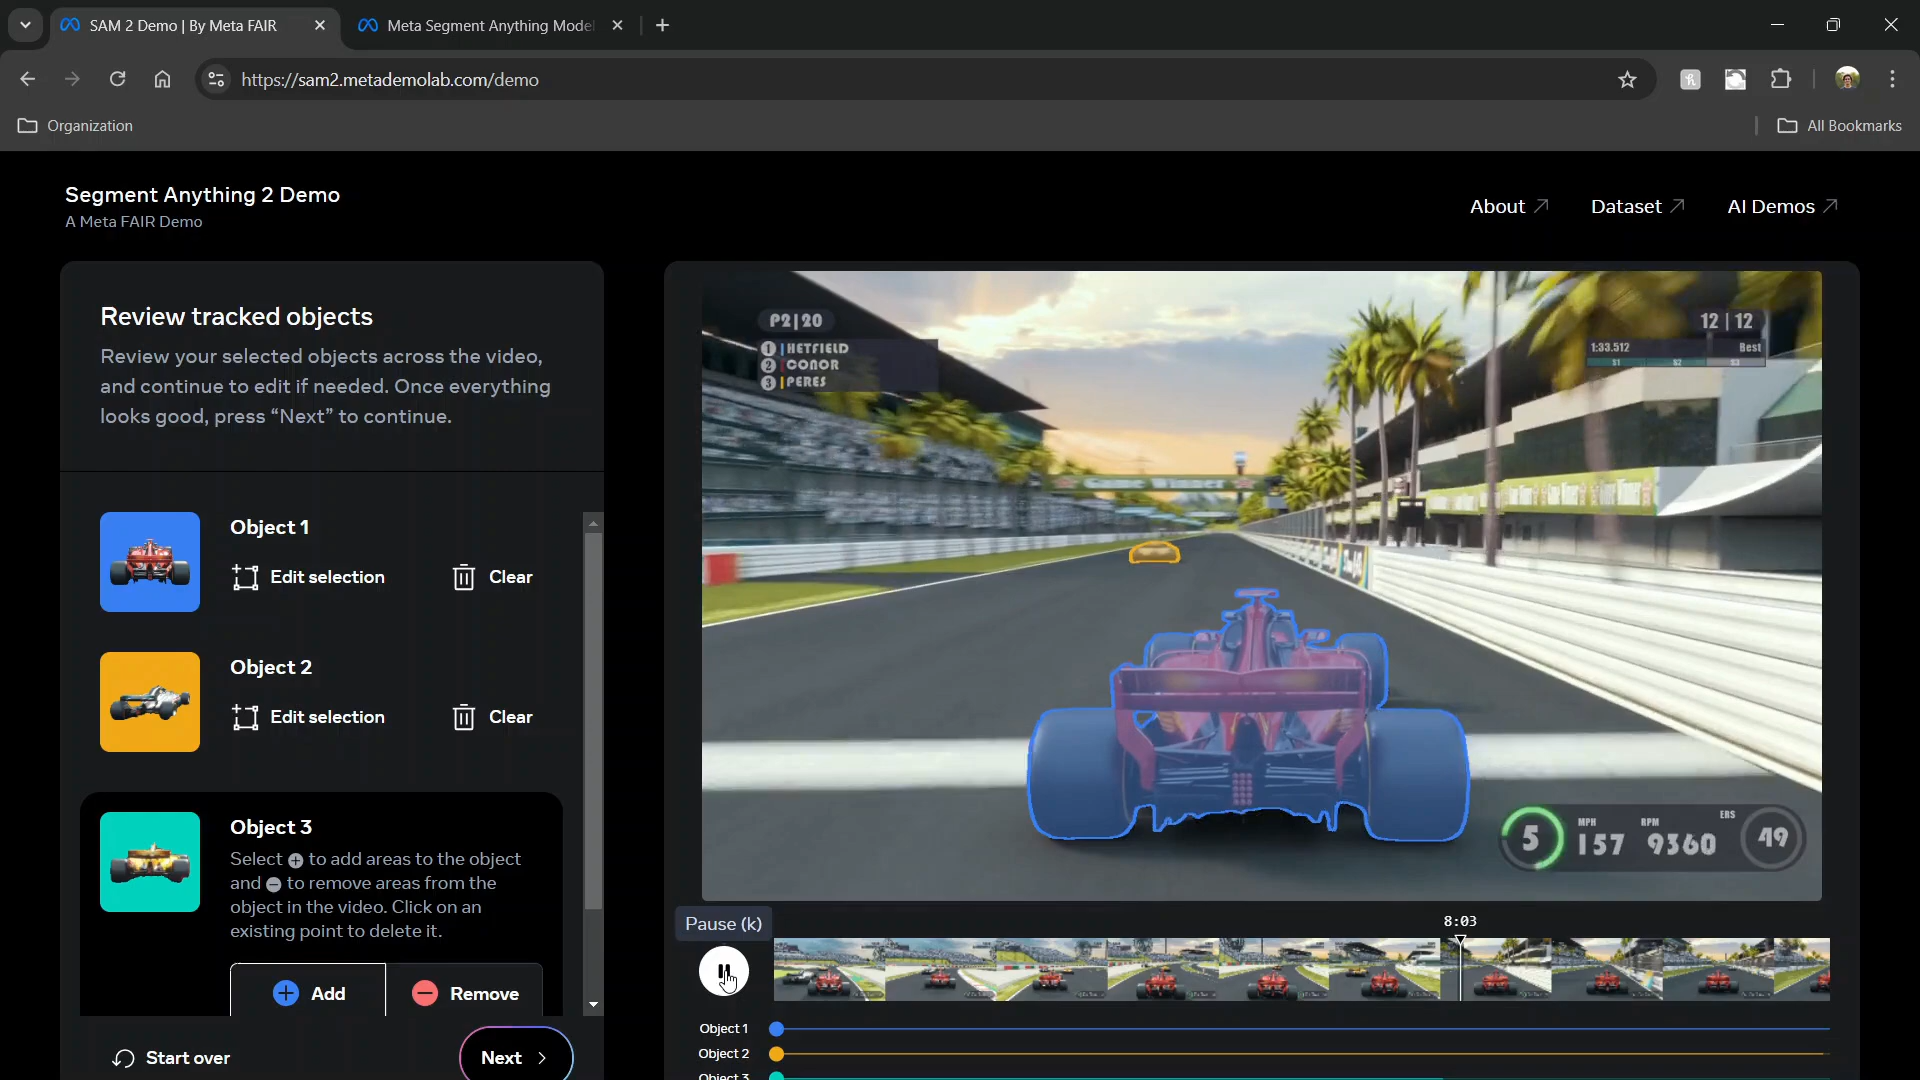 SAM 2 Demo | By Meta FAIR
Meta Segment Anything Model
https://sam2.metademolab.com/demo
Organization
All Bookmarks
Segment Anything 2 Demo
A Meta FAIR Demo
About
Dataset
AI Demos
Review tracked objects
Review your selected objects across the video,
and continue to edit if needed. Once everything
looks good, press “Next” to continue.
Object 1
Edit selection
Clear
Object 2
Edit selection
Clear
Object 3
Select + to add areas to the object
and − to remove areas from the
object in the video. Click on an
existing point to delete it.
Add
Remove
Start over
Next
P2|20
1 HETFIELD
2 CONOR
3 PERES
12 | 12
1:33.512 Best
S1 S2 S3
Game Winner
5
MPH
157
RPM
9360
ERS
49
Pause (k)
8:03
Object 1
Object 2
Object 3